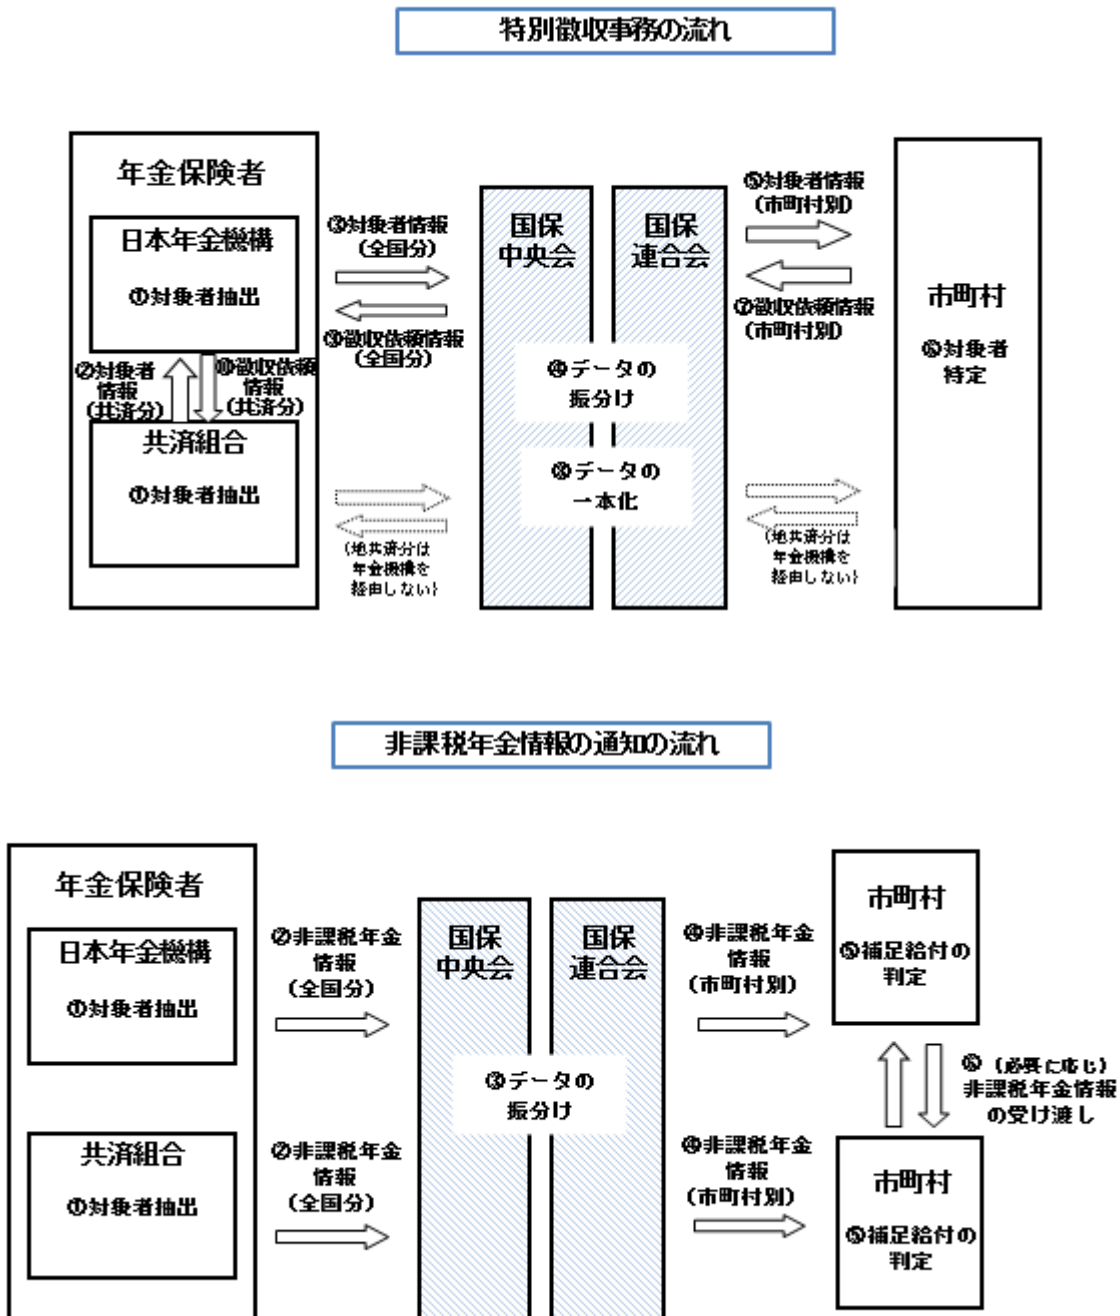 特別徴収事務の流れ
年金保険者
日本年金機構
①対象者抽出
②対象者
情報
(共済分)
⑩徴収依頼
情報
(共済分)
共済組合
①対象者抽出
③対象者情報
(全国分)
⑨徴収依頼情報
(全国分)
(地共済分は
年金機構を
経由しない)
国保
中央会
国保
連合会
④データの
振分け
⑧データの
一本化
⑤対象者情報
(市町村別)
⑦徴収依頼情報
(市町村別)
(地共済分は
年金機構を
経由しない)
市町村
⑥対象者
特定
非課税年金情報の通知の流れ
年金保険者
日本年金機構
①対象者抽出
共済組合
①対象者抽出
②非課税年金
情報
(全国分)
②非課税年金
情報
(全国分)
国保
中央会
国保
連合会
③データの
振分け
④非課税年金
情報
(市町村別)
④非課税年金
情報
(市町村別)
市町村
⑤補足給付の
判定
⑥(必要に応じ)
非課税年金情報
の受け渡し
市町村
⑤補足給付の
判定